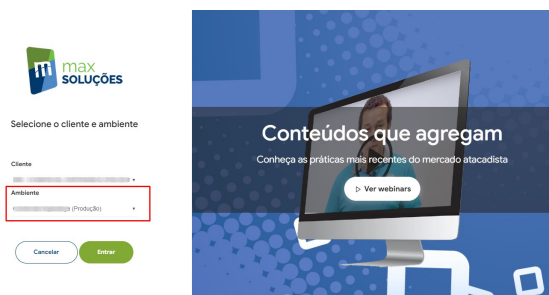 max
SOLUÇÕES
Selecione o cliente e ambiente
Cliente
Ambiente
(Produção)
Cancelar
Entrar
Conteúdos que agregam
Conheça as práticas mais recentes do mercado atacadista
Ver webinars